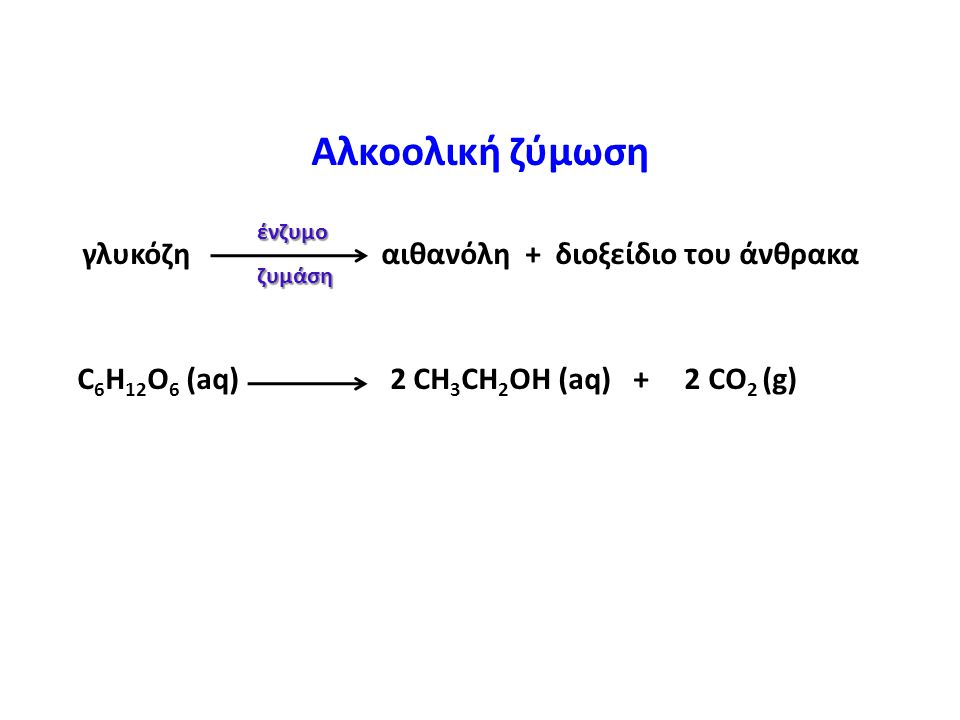 Αλκοολική ζύμωση
ένζυμο
γλυκόζη αιθανόλη + διοξείδιο του άνθρακα
ζυμάση
C6H12O6 (aq) 2 CH3CH2OH (aq) + 2 CO2 (g)